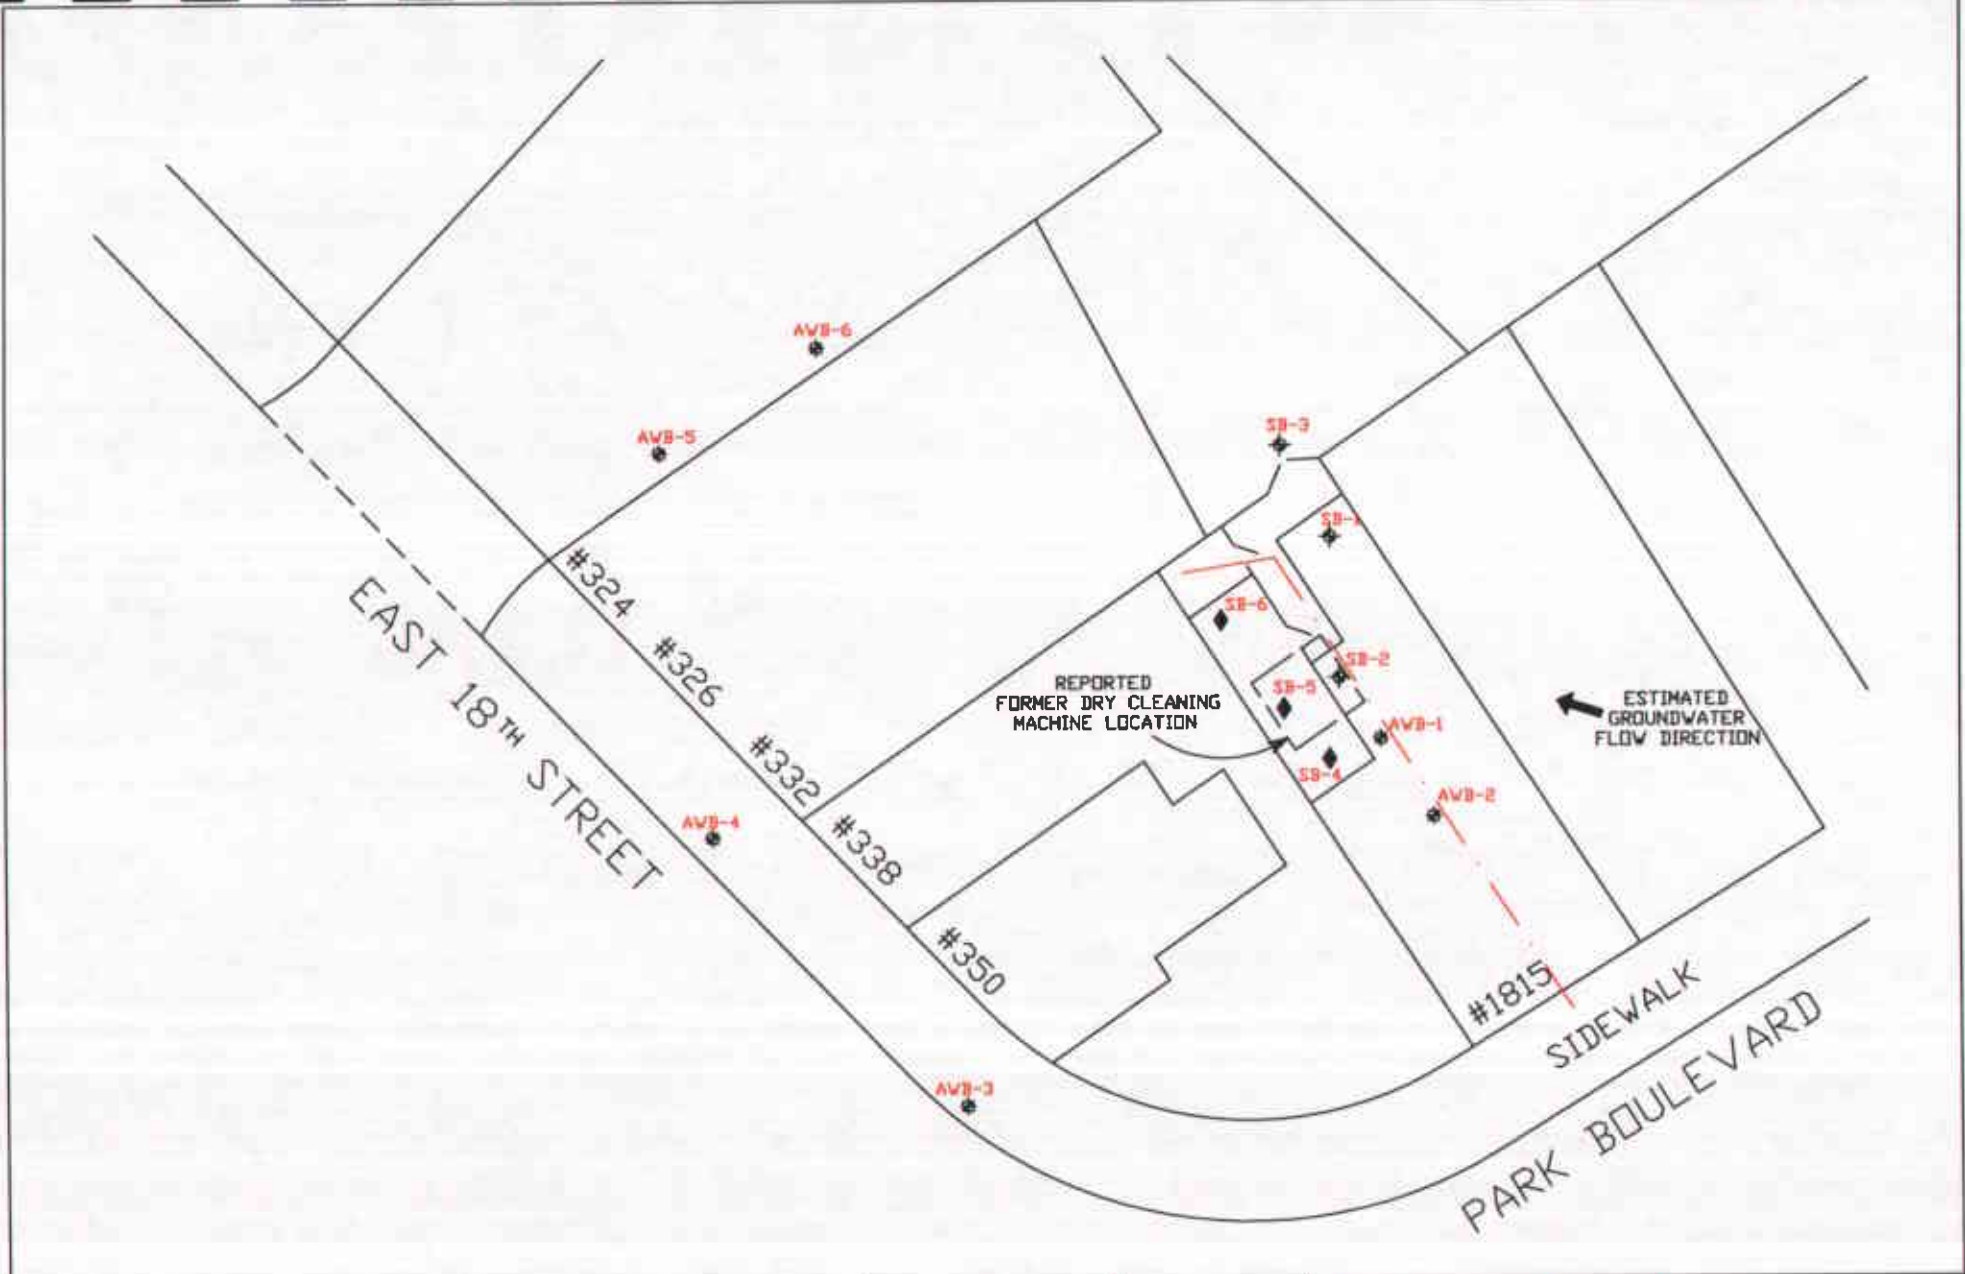 AWB-6
AWB-5
SB-3
SB-1
SB-6
SB-2
SB-5
REPORTED
FORMER DRY CLEANING
MACHINE LOCATION
ESTIMATED
GROUNDWATER
FLOW DIRECTION
AWB-1
SB-4
AWB-2
AWB-4
AWB-3
#324
#326
#332
#338
#350
#1815
EAST 18TH STREET
SIDEWALK
PARK BOULEVARD